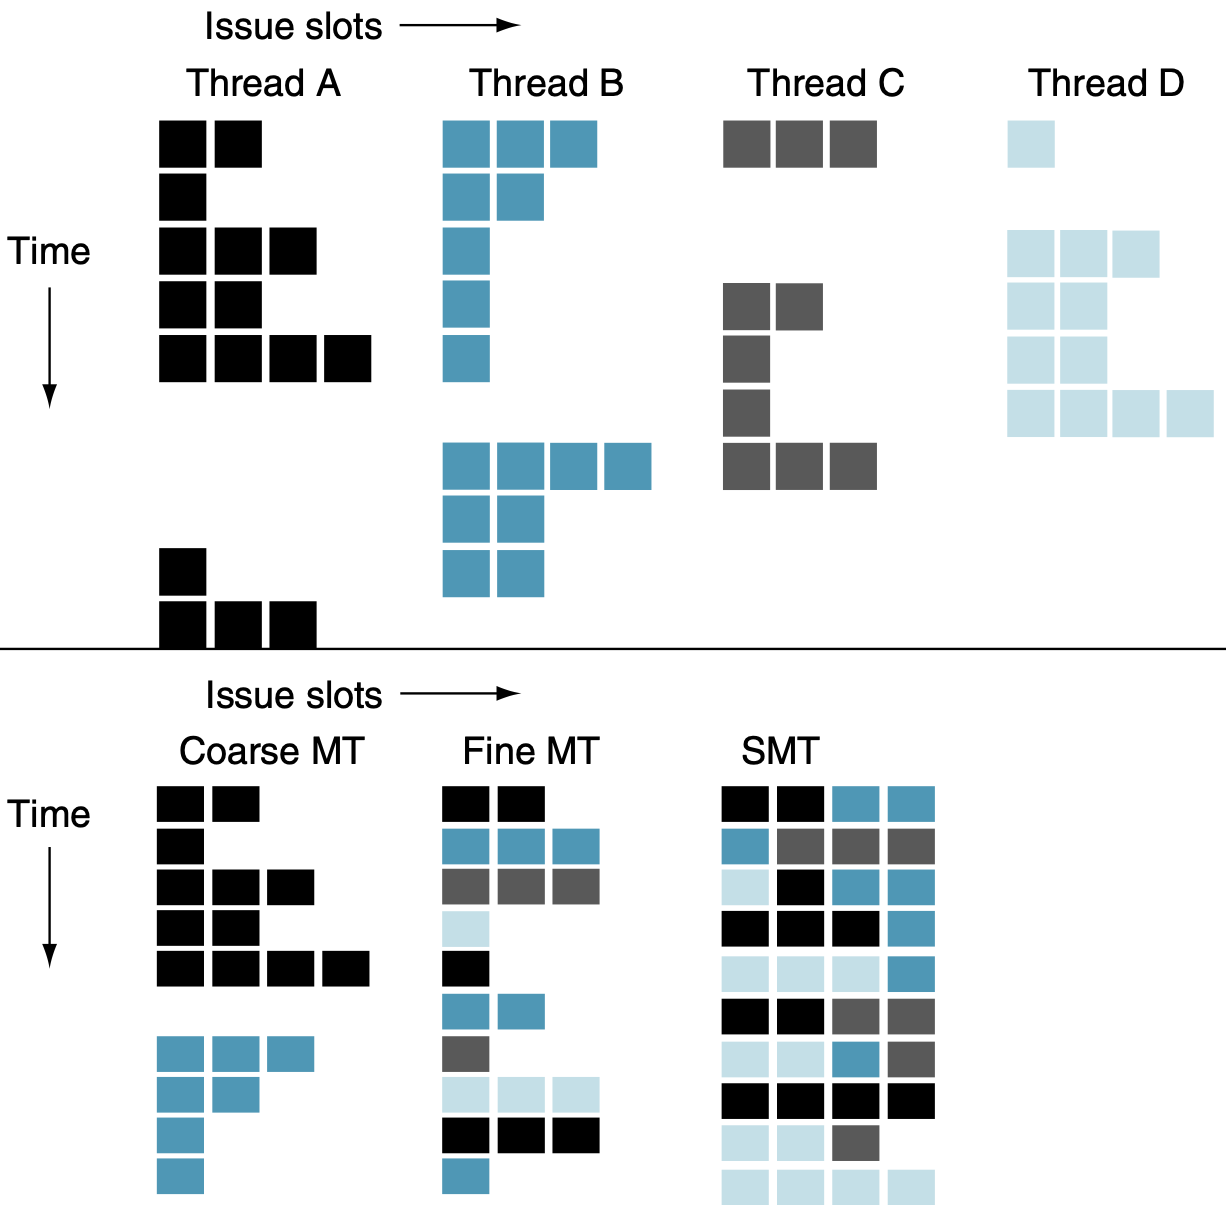 Issue slots
Thread A Thread B Thread C Thread D
Time
Issue slots
Coarse MT Fine MT SMT
Time